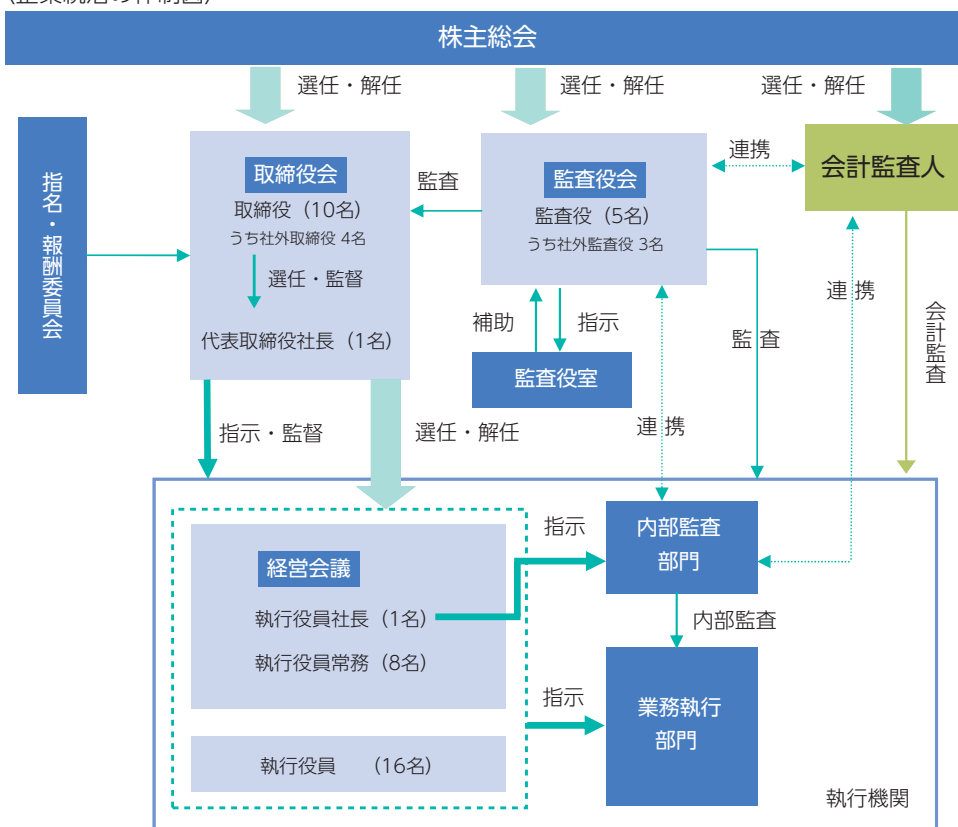 (企業統治の体制図)
株主総会
選任・解任
選任・解任
選任・解任
指名・報酬委員会
取締役会
取締役（10名）
うち社外取締役 4名
選任・監督
代表取締役社長（1名）
監査
監査役会
監査役（5名）
うち社外監査役 3名
連携
会計監査人
補助
指示
監査役室
監査
連携
会計監査
指示・監督
選任・解任
連携
経営会議
執行役員社長（1名）
執行役員常務（8名）
執行役員　（16名）
指示
内部監査
部門
内部監査
指示
業務執行
部門
執行機関